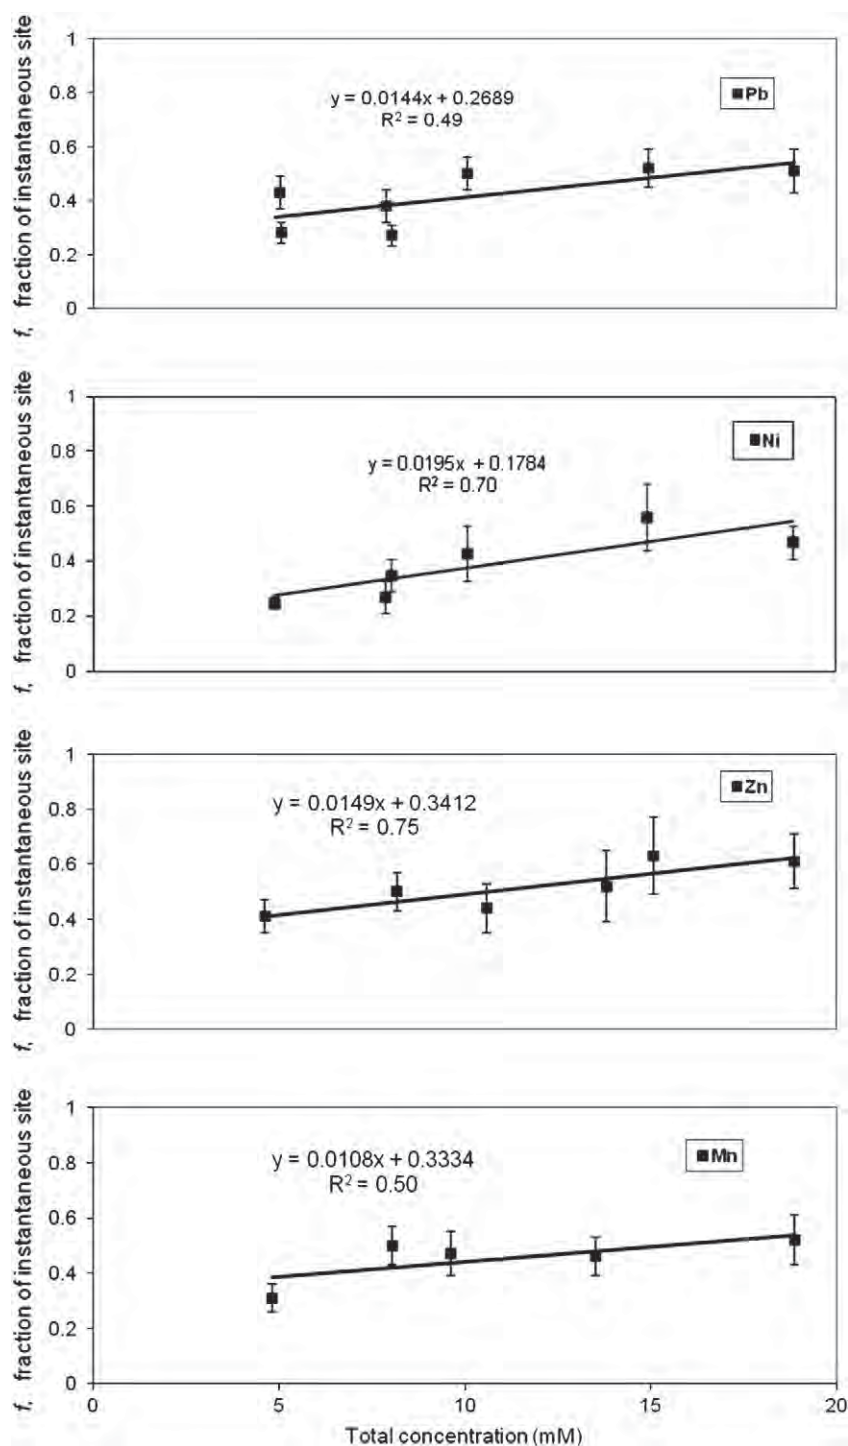 f, fraction of instantaneous site
1
0.8
0.6
0.4
0.2
0
y = 0.0144x + 0.2689
R² = 0.49
Pb
f, fraction of instantaneous site
1
0.8
0.6
0.4
0.2
0
y = 0.0195x + 0.1784
R² = 0.70
Ni
f, fraction of instantaneous site
1
0.8
0.6
0.4
0.2
0
y = 0.0149x + 0.3412
R² = 0.75
Zn
f, fraction of instantaneous site
1
0.8
0.6
0.4
0.2
0
y = 0.0108x + 0.3334
R² = 0.50
Mn
0 5 10 15 20
Total concentration (mM)